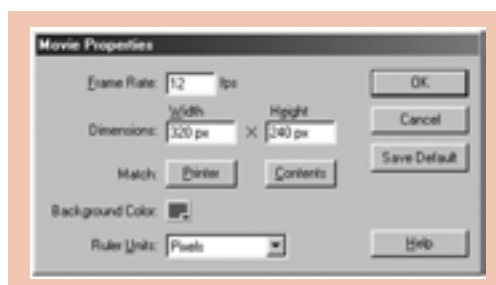 Movie Properties
Frame Rate: 12 fps
OK
Width Height
Dimensions: 320 px X 240 px
Cancel
Save Default
Match: Printer Contents
Background Color:
Ruler Units: Pixels
Help